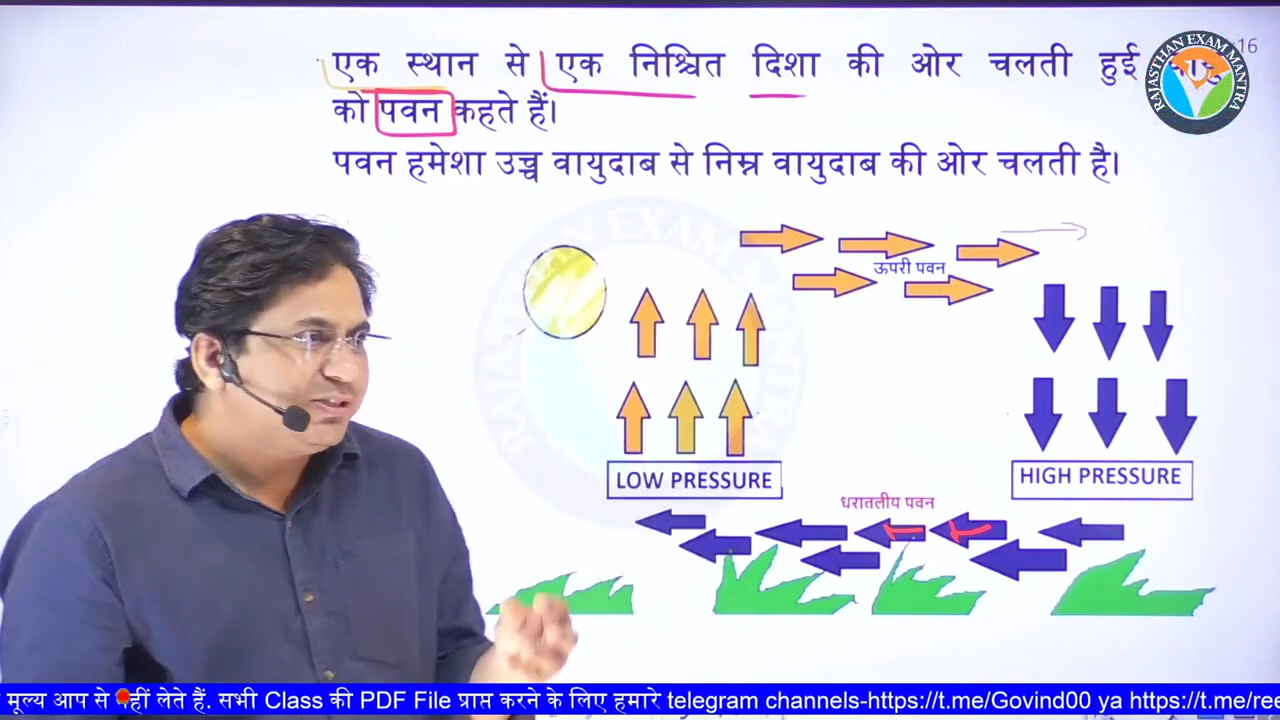 एक स्थान से एक निश्चित दिशा की ओर चलती हुई
16
RAJASTHAN EXAM MANTRA
को पवन कहते हैं।
पवन हमेशा उच्च वायुदाब से निम्न वायुदाब की ओर चलती है।
ऊपरी पवन
LOW PRESSURE
HIGH PRESSURE
धरातलीय पवन
मूल्य आप से नहीं लेते हैं. सभी Class की PDF File प्राप्त करने के लिए हमारे telegram channels-https://t.me/Govind00 ya https://t.me/ree